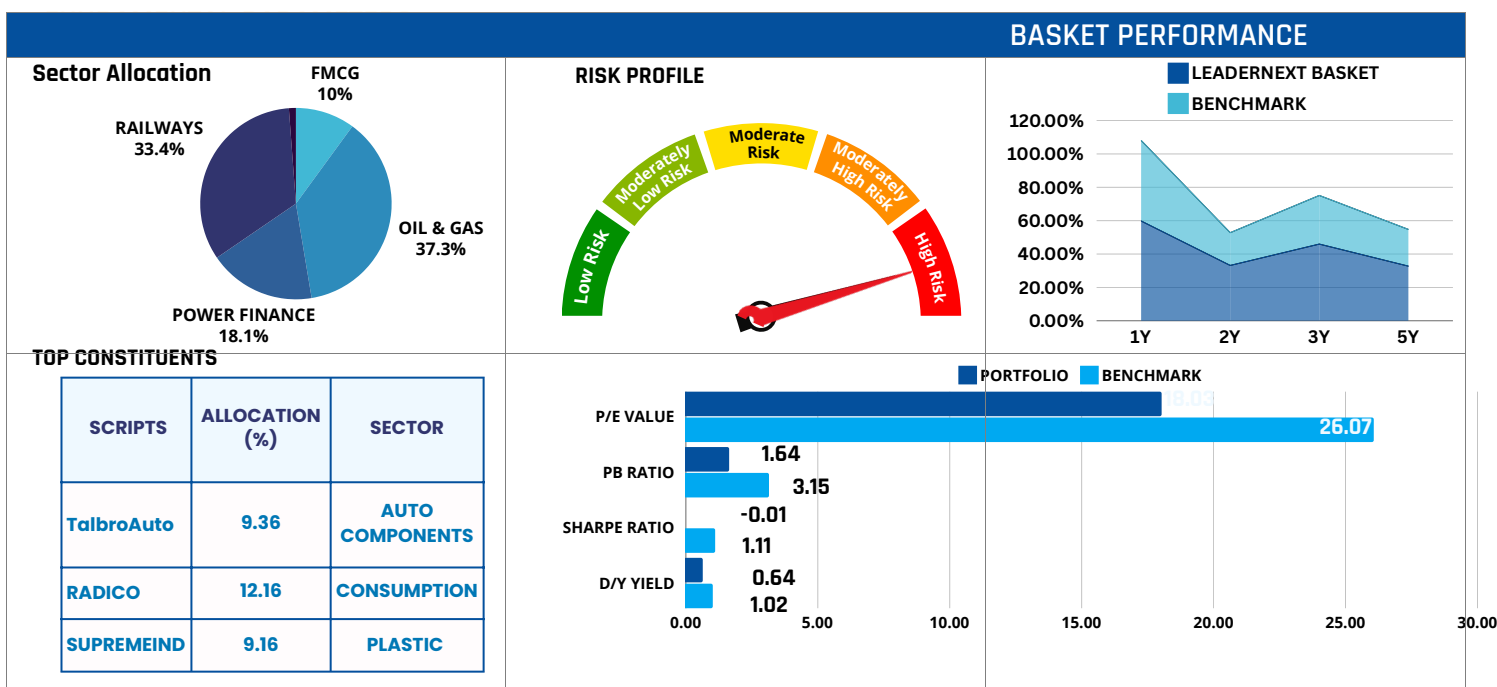 BASKET PERFORMANCE
Sector Allocation
FMCG
10%
RAILWAYS
33.4%
OIL & GAS
37.3%
POWER FINANCE
18.1%
RISK PROFILE
Low Risk
Moderately
Low Risk
Moderate
Risk
Moderately
High Risk
High Risk
LEADERNEXT BASKET
BENCHMARK
120.00%
100.00%
80.00%
60.00%
40.00%
20.00%
0.00%
1Y 2Y 3Y 5Y
TOP CONSTITUENTS
SCRIPTS ALLOCATION (%) SECTOR
TalbroAuto 9.36 AUTO COMPONENTS
RADICO 12.16 CONSUMPTION
SUPREMEIND 9.16 PLASTIC
PORTFOLIO BENCHMARK
P/E VALUE 18.03
26.07
PB RATIO 1.64
3.15
SHARPE RATIO -0.01
1.11
D/Y YIELD 0.64
1.02
0.00 5.00 10.00 15.00 20.00 25.00 30.00